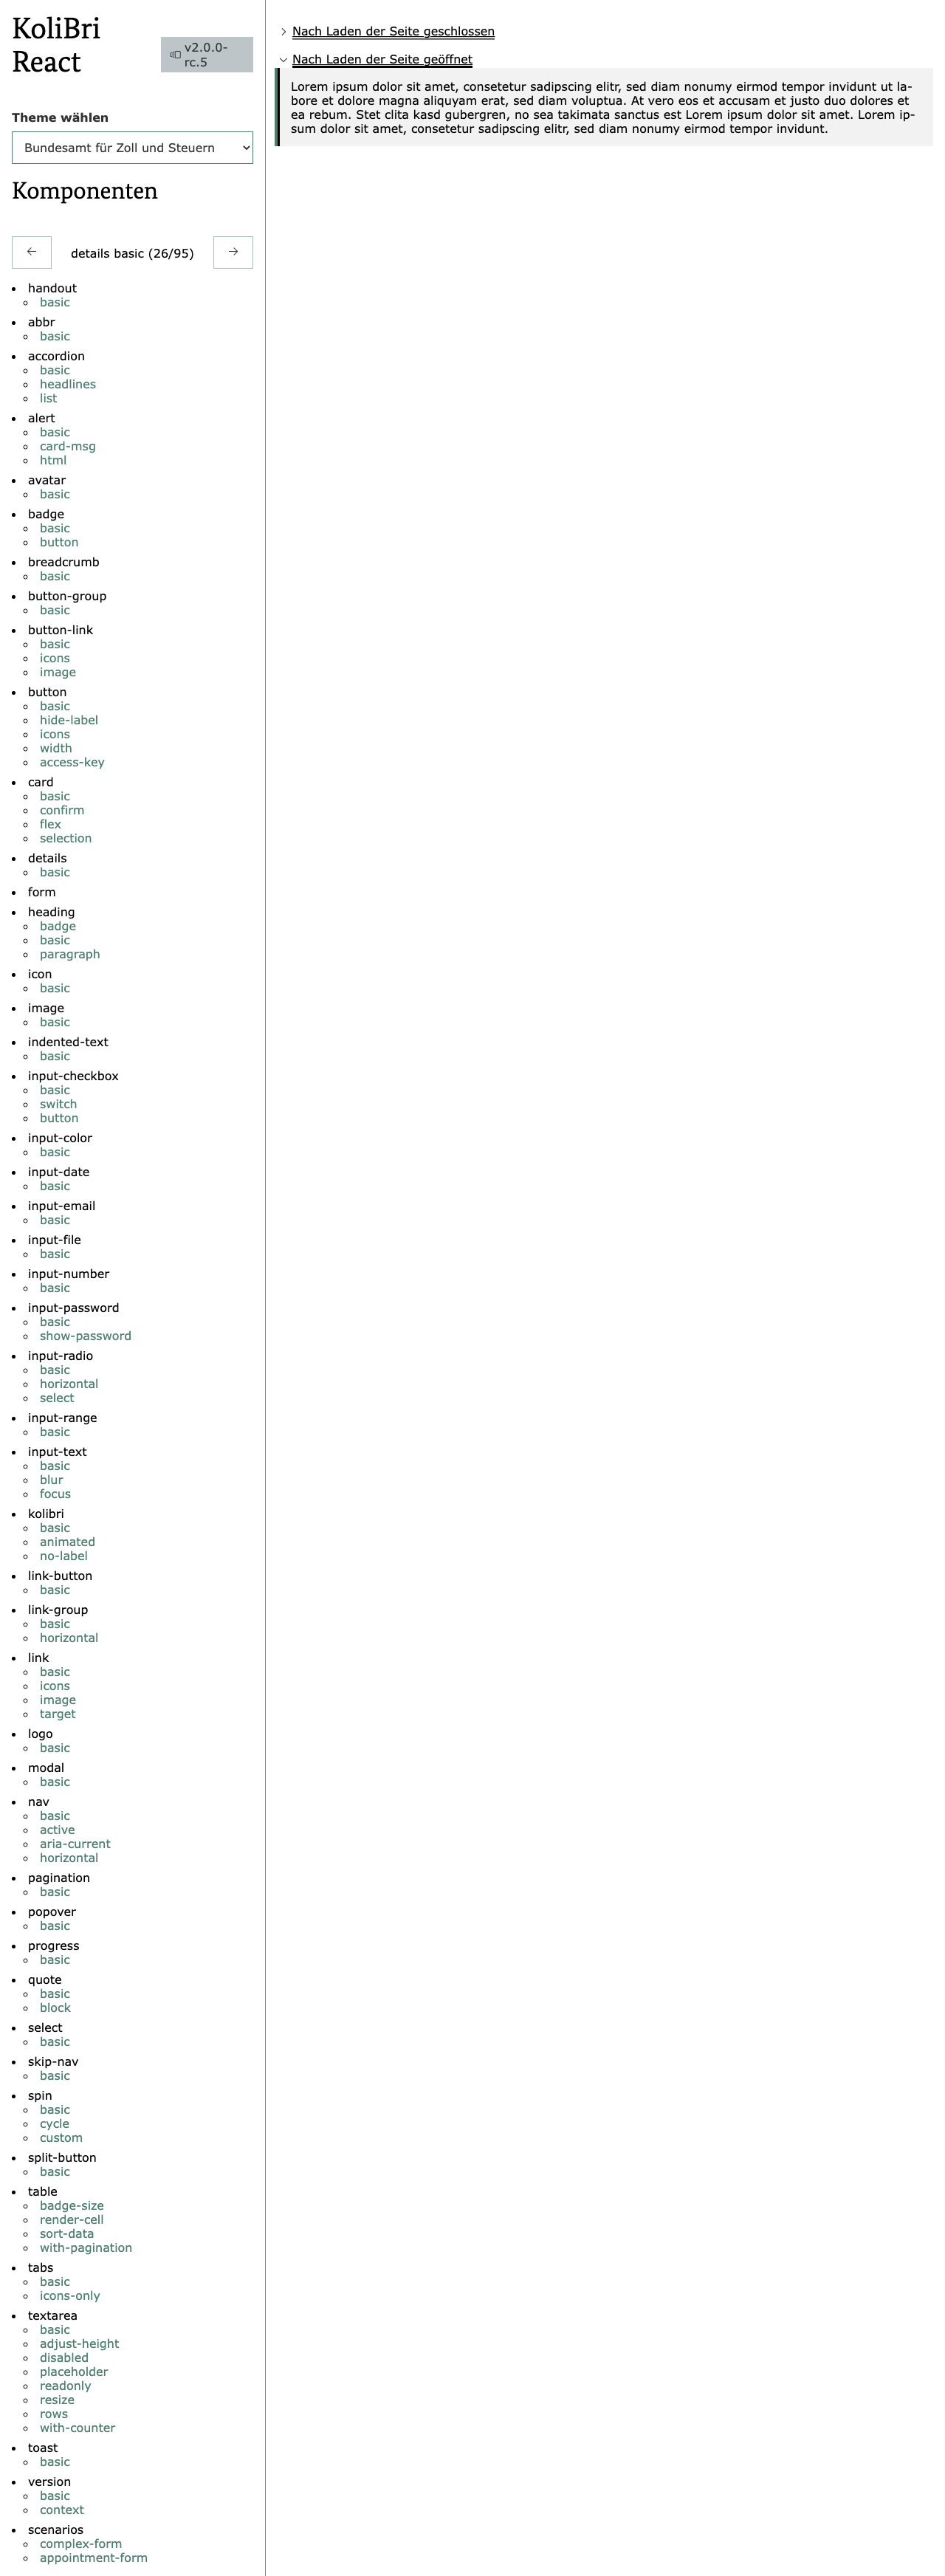 KoliBri
React
v2.0.0-
rc.5
Theme wählen
Bundesamt für Zoll und Steuern
Komponenten
details basic (26/95)
handout
basic
abbr
basic
accordion
basic
headlines
list
alert
basic
card-msg
html
avatar
basic
badge
basic
button
breadcrumb
basic
button-group
basic
button-link
basic
icons
image
button
basic
hide-label
icons
width
access-key
card
basic
confirm
flex
selection
details
basic
form
heading
badge
basic
paragraph
icon
basic
image
basic
indented-text
basic
input-checkbox
basic
switch
button
input-color
basic
input-date
basic
input-email
basic
input-file
basic
input-number
basic
input-password
basic
show-password
input-radio
basic
horizontal
select
input-range
basic
input-text
basic
blur
focus
kolibri
basic
animated
no-label
link-button
basic
link-group
basic
horizontal
link
basic
icons
image
target
logo
basic
modal
basic
nav
basic
active
aria-current
horizontal
pagination
basic
popover
basic
progress
basic
quote
basic
block
select
basic
skip-nav
basic
spin
basic
cycle
custom
split-button
basic
table
badge-size
render-cell
sort-data
with-pagination
tabs
basic
icons-only
textarea
basic
adjust-height
disabled
placeholder
readonly
resize
rows
with-counter
toast
basic
version
basic
context
scenarios
complex-form
appointment-form
Nach Laden der Seite geschlossen
Nach Laden der Seite geöffnet
Lorem ipsum dolor sit amet, consetetur sadipscing elitr, sed diam nonumy eirmod tempor invidunt ut la-
bore et dolore magna aliquyam erat, sed diam voluptua. At vero eos et accusam et justo duo dolores et
ea rebum. Stet clita kasd gubergren, no sea takimata sanctus est Lorem ipsum dolor sit amet. Lorem ip-
sum dolor sit amet, consetetur sadipscing elitr, sed diam nonumy eirmod tempor invidunt.